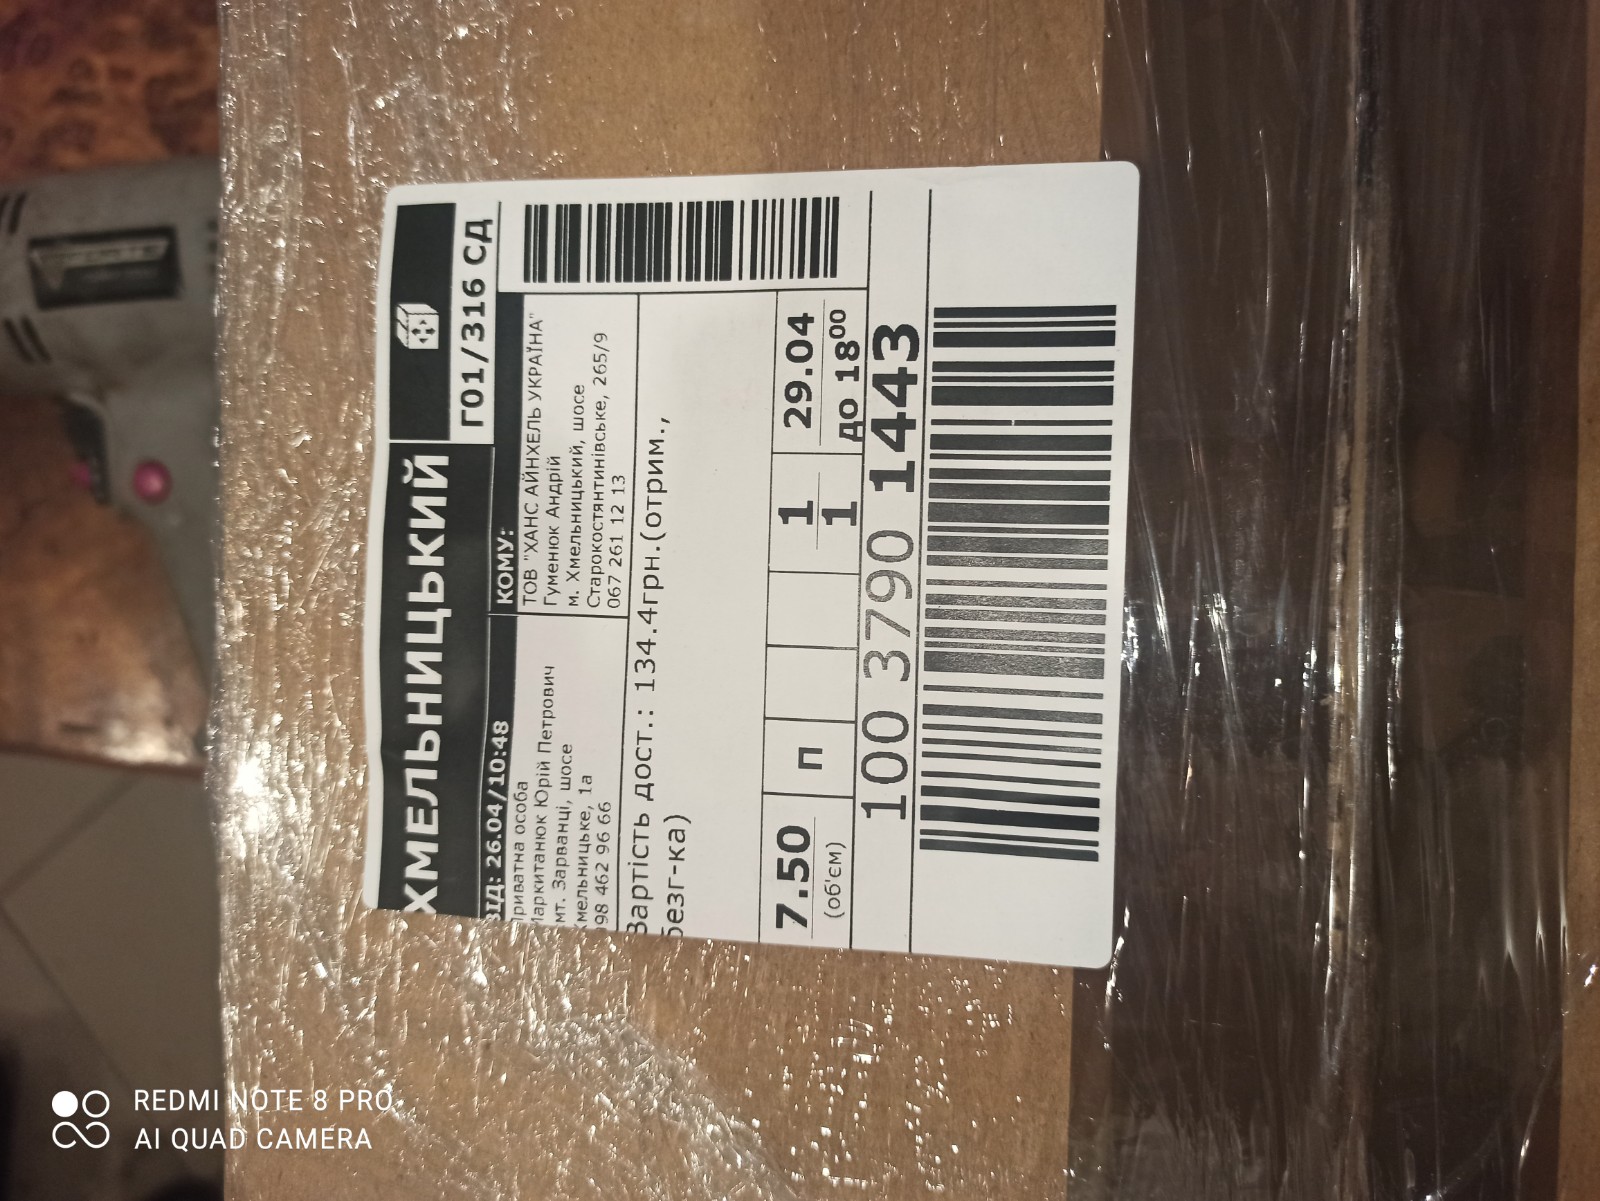 ХМЕЛЬНИЦЬКИЙ
Г01/316 СД
ВІД: 26.04/10:48
Приватна особа
Маркитанюк Юрій Петрович
смт. Зарванці, шосе
Хмельницьке, 1а
98 462 96 66
КОМУ:
ТОВ "ХАНС АЙНХЕЛЬ УКРАЇНА"
Гуменюк Андрій
м. Хмельницький, шосе
Старокостянтинівське, 265/9
067 261 12 13
Вартість дост.: 134.4грн.(отрим.,
безг-ка)
7.50
(об'єм)
П
1
1
29.04
до 18 00
100 3790 1443
REDMI NOTE 8 PRO
AI QUAD CAMERA